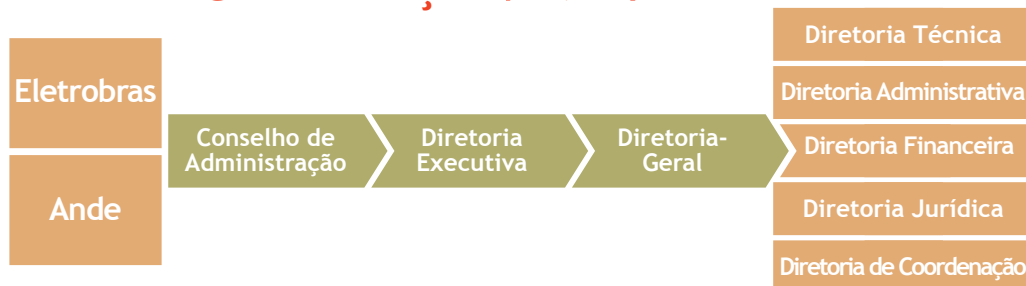 Eletrobras
Ande
Conselho de
Administração
Diretoria
Executiva
Diretoria-
Geral
Diretoria Técnica
Diretoria Administrativa
Diretoria Financeira
Diretoria Jurídica
Diretoria de Coordenação